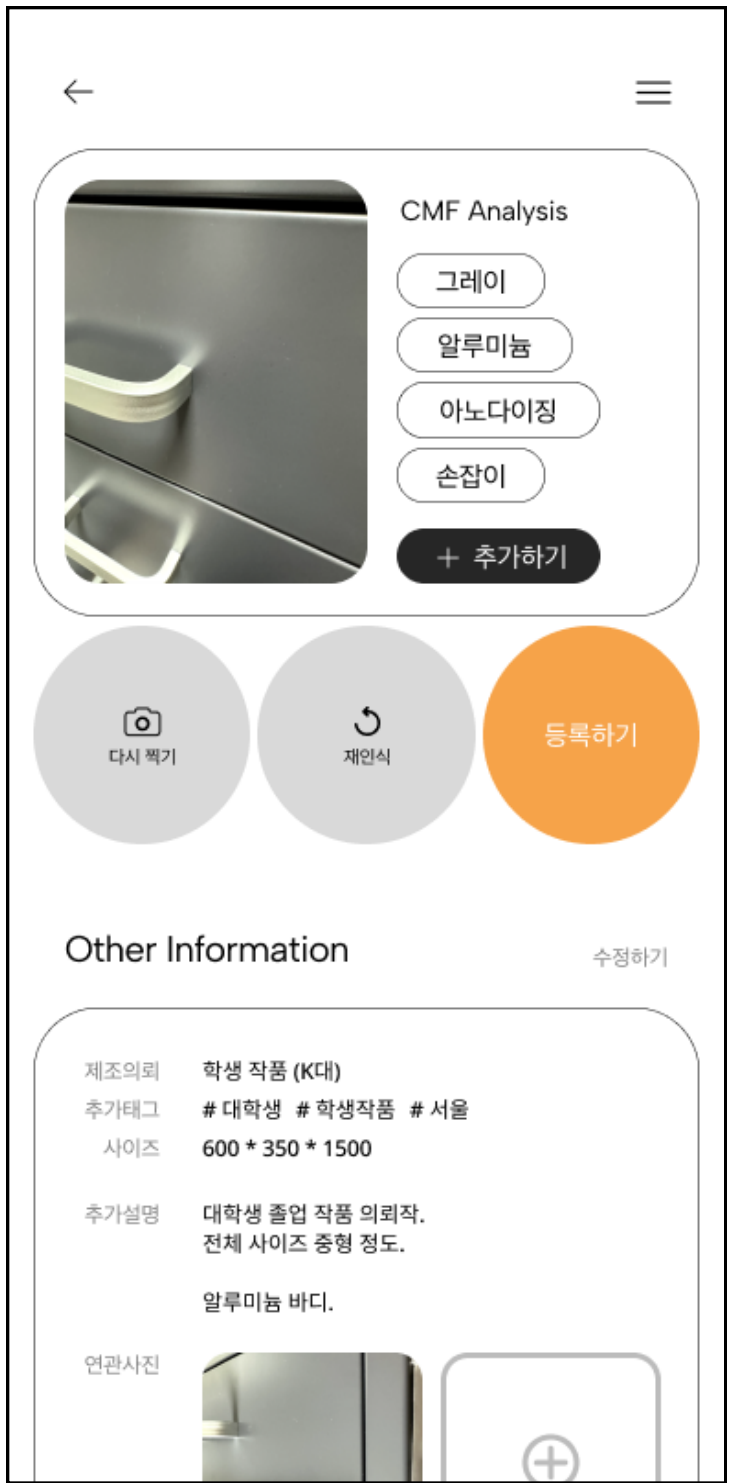 CMF Analysis
그레이
알루미늄
아노다이징
손잡이
+ 추가하기
다시 찍기
재인식
등록하기
Other Information
수정하기
제조의뢰 학생 작품 (K대)
추가태그 # 대학생 # 학생작품 # 서울
사이즈 600 * 350 * 1500
추가설명 대학생 졸업 작품 의뢰작.
전체 사이즈 중형 정도.
알루미늄 바디.
연관사진